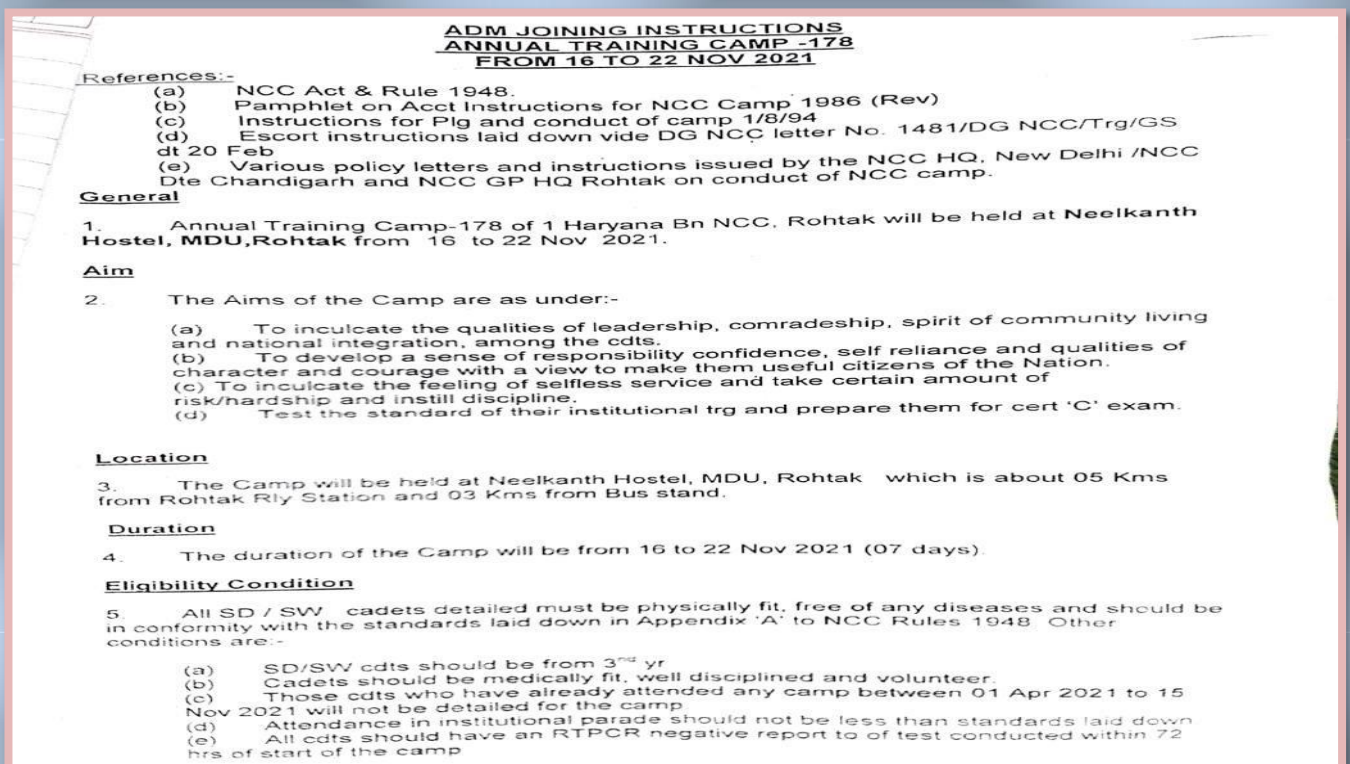 ADM JOINING INSTRUCTIONS
ANNUAL TRAINING CAMP -178
FROM 16 TO 22 NOV 2021
References:-
(a) NCC Act & Rule 1948.
(b) Pamphlet on Acct Instructions for NCC Camp 1986 (Rev)
(c) Instructions for Plg and conduct of camp 1/8/94
(d) Escort instructions laid down vide DG NCC letter No. 1481/DG NCC/Trg/GS
dt 20 Feb
(e) Various policy letters and instructions issued by the NCC HQ, New Delhi /NCC
Dte Chandigarh and NCC GP HQ Rohtak on conduct of NCC camp.
General
1. Annual Training Camp-178 of 1 Haryana Bn NCC, Rohtak will be held at Neelkanth
Hostel, MDU,Rohtak from 16 to 22 Nov 2021.
Aim
2. The Aims of the Camp are as under:-
(a) To inculcate the qualities of leadership, comradeship, spirit of community living
and national integration, among the cdts.
(b) To develop a sense of responsibility confidence, self reliance and qualities of
character and courage with a view to make them useful citizens of the Nation.
(c) To inculcate the feeling of selfless service and take certain amount of
risk/hardship and instill discipline.
(d) Test the standard of their institutional trg and prepare them for cert 'C' exam.
Location
3. The Camp will be held at Neelkanth Hostel, MDU, Rohtak which is about 05 Kms
from Rohtak Rly Station and 03 Kms from Bus stand.
Duration
4. The duration of the Camp will be from 16 to 22 Nov 2021 (07 days).
Eligibility Condition
5. All SD / SW cadets detailed must be physically fit, free of any diseases and should be
in conformity with the standards laid down in Appendix 'A' to NCC Rules 1948. Other
conditions are:-
(a) SD/SW cdts should be from 3rd yr
(b) Cadets should be medically fit, well disciplined and volunteer.
(c) Those cdts who have already attended any camp between 01 Apr 2021 to 15
Nov 2021 will not be detailed for the camp
(d) Attendance in institutional parade should not be less than standards laid down
(e) All cdts should have an RTPCR negative report to of test conducted within 72
hrs of start of the camp